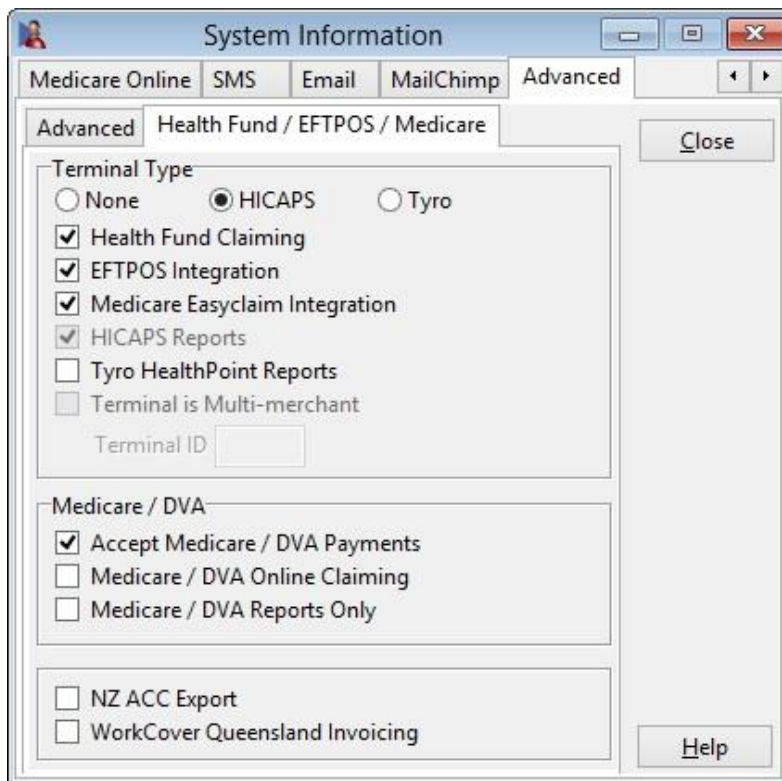 System Information
Medicare Online SMS Email MailChimp Advanced
Advanced Health Fund / EFTPOS / Medicare
Close
Terminal Type
None HICAPS Tyro
Health Fund Claiming
EFTPOS Integration
Medicare Easyclaim Integration
HICAPS Reports
Tyro HealthPoint Reports
Terminal is Multi-merchant
Terminal ID
Medicare / DVA
Accept Medicare / DVA Payments
Medicare / DVA Online Claiming
Medicare / DVA Reports Only
NZ ACC Export
WorkCover Queensland Invoicing
Help